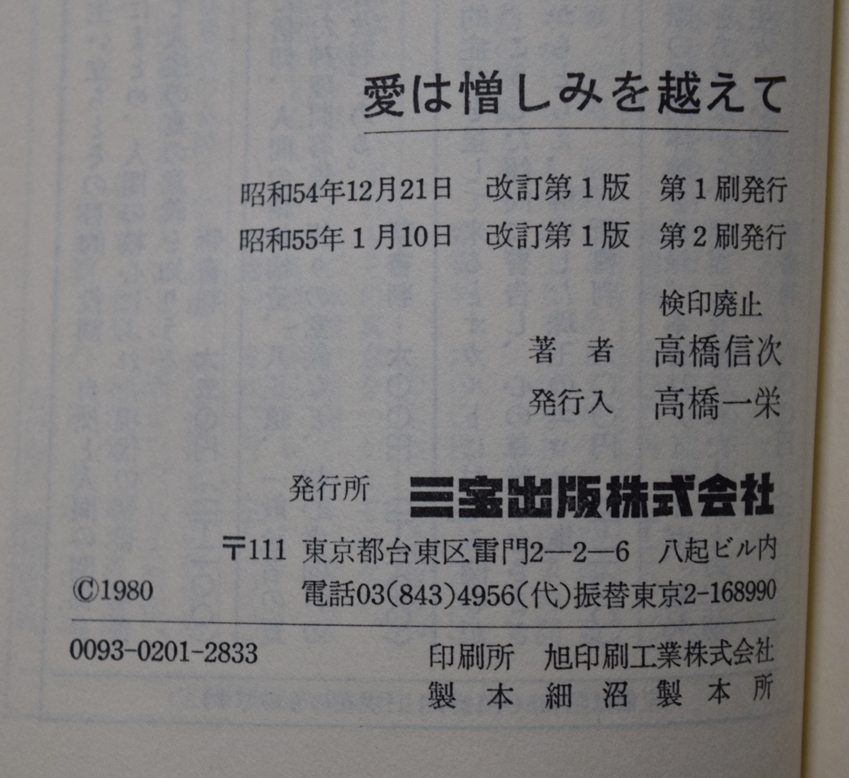 愛は憎しみを越えて
昭和54年12月21日 改訂第1版 第1刷発行
昭和55年1月10日 改訂第1版 第2刷発行
検印廃止
著者 高橋信次
発行入 高橋一栄
発行所 三宝出版株式会社
〒111 東京都台東区雷門2—2—6 八起ビル内
©1980 電話03(843)4956(代)振替東京2-168990
0093-0201-2833 印刷所 旭印刷工業株式会社
製本細沼製本所